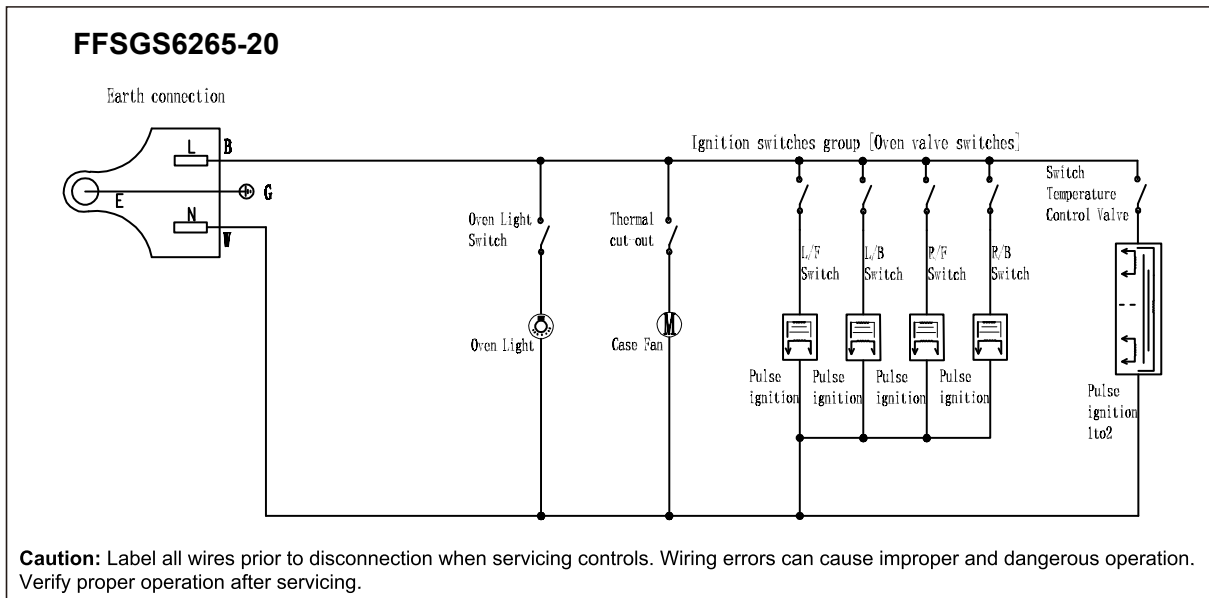 FFSGS6265-20
Earth connection
L
B
E
G
N
W
Ignition switches group [Oven valve switches]
Switch
Temperature
Control Valve
Oven Light
Switch
Thermal
cut-out
L/F
Switch
L/B
Switch
R/F
Switch
R/B
Switch
Oven Light
M
Case Fan
Pulse
ignition
Pulse
ignition
Pulse
ignition
Pulse
ignition
Pulse
ignition
1to2
Caution: Label all wires prior to disconnection when servicing controls. Wiring errors can cause improper and dangerous operation.
Verify proper operation after servicing.